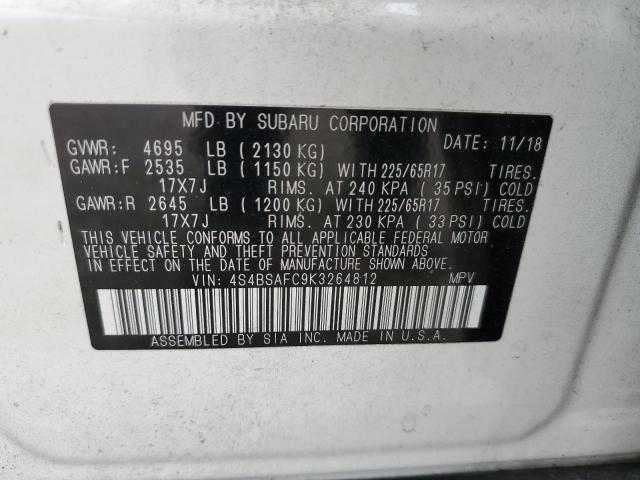 MFD BY SUBARU CORPORATION
GVWR: 4695 LB ( 2130 KG) DATE: 11/18
GAWR:F 2535 LB ( 1150 KG) WITH 225/65R17 TIRES.
17X7J RIMS. AT 240 KPA ( 35 PSI) COLD
GAWR:R 2645 LB ( 1200 KG) WITH 225/65R17 TIRES.
17X7J RIMS. AT 230 KPA ( 33 PSI) COLD
THIS VEHICLE CONFORMS TO ALL APPLICABLE FEDERAL MOTOR
VEHICLE SAFETY AND THEFT PREVENTION STANDARDS
IN EFFECT ON THE DATE OF MANUFACTURE SHOWN ABOVE.
VIN: 4S4BSAFC9K3264812 MPV
ASSEMBLED BY SIA INC. MADE IN U.S.A.